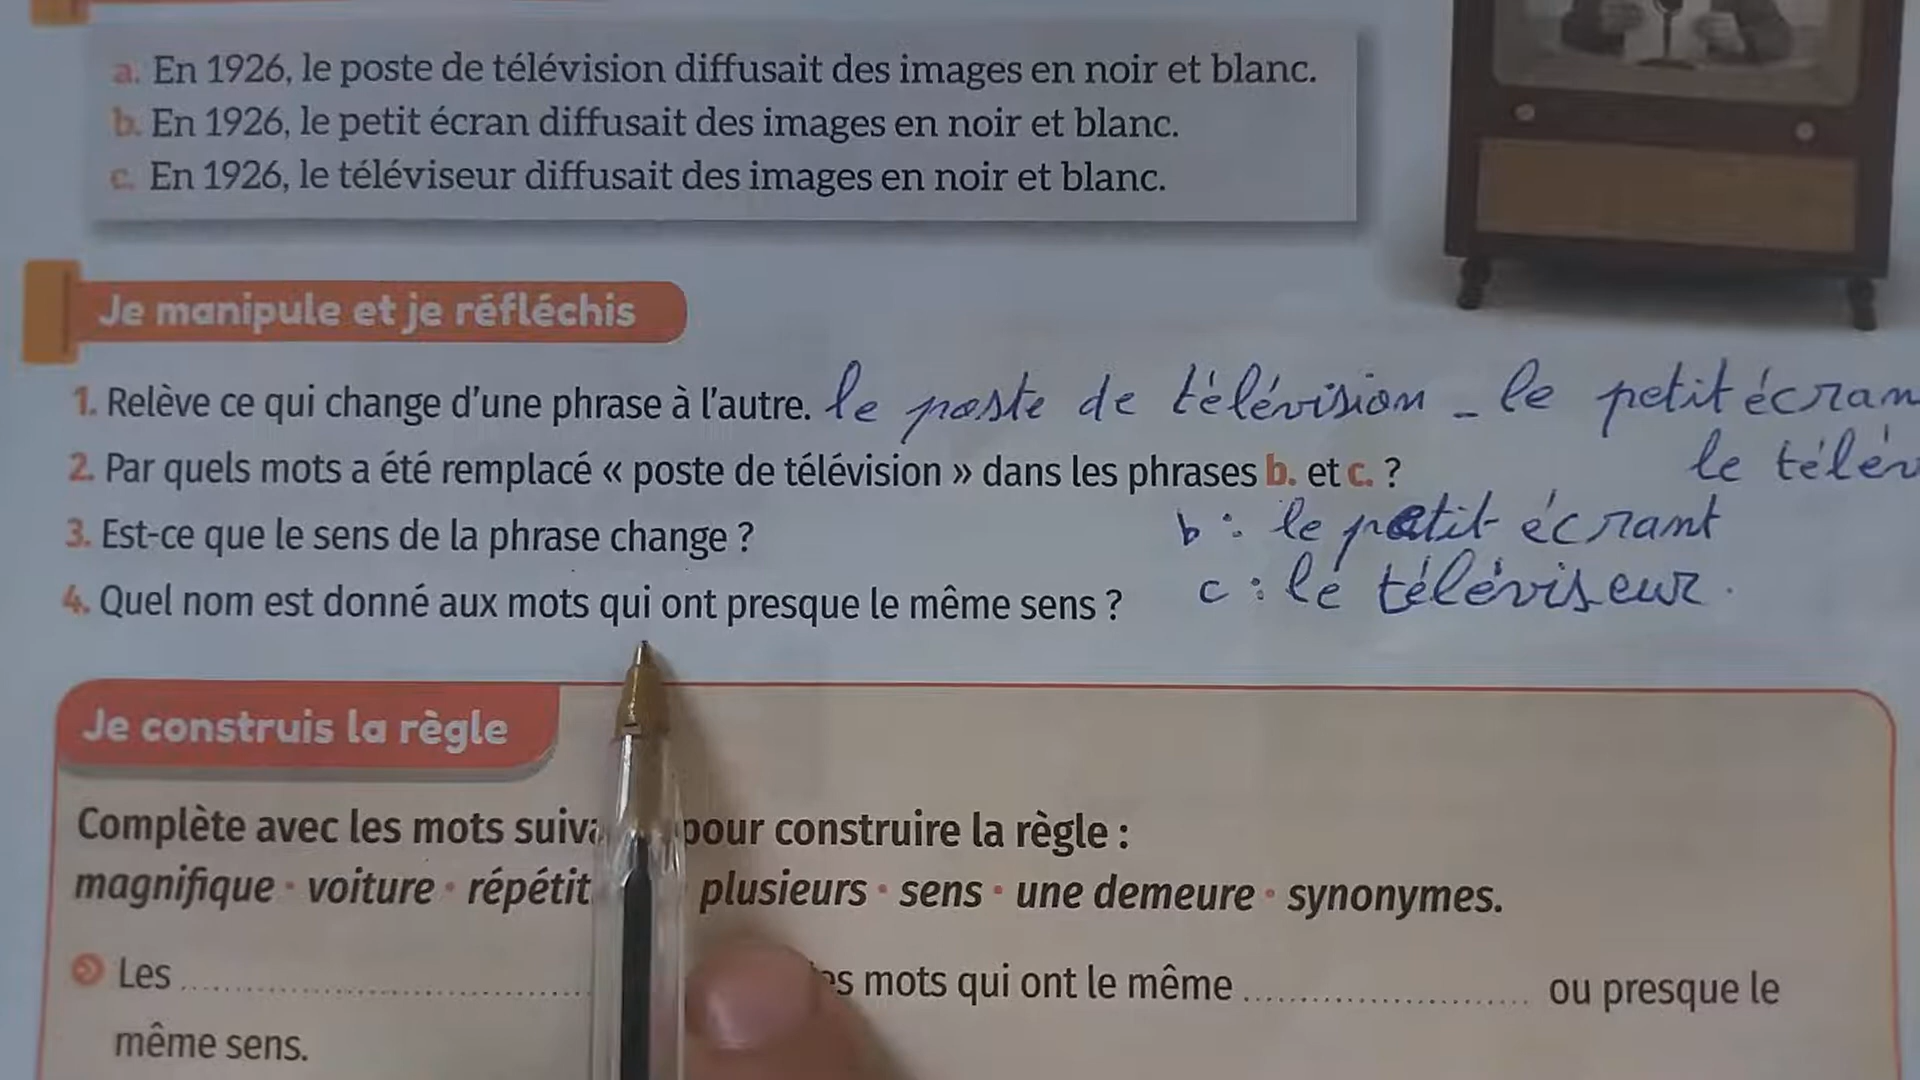 a. En 1926, le poste de télévision diffusait des images en noir et blanc.
b. En 1926, le petit écran diffusait des images en noir et blanc.
c. En 1926, le téléviseur diffusait des images en noir et blanc.
Je manipule et je réfléchis
1. Relève ce qui change d'une phrase à l'autre. le poste de télévision - le petit écran
le
2. Par quels mots a été remplacé « poste de télévision » dans les phrases b. et c. ?
b : le petit écrant
3. Est-ce que le sens de la phrase change ?
c : le téléviseur.
4. Quel nom est donné aux mots qui ont presque le même sens ?
Je construis la règle
Complète avec les mots pour construire la règle :
magnifique • voiture • plusieurs • sens • une demeure • synonymes.
Les .............................. mots qui ont le même .............................. ou presque le
même sens.